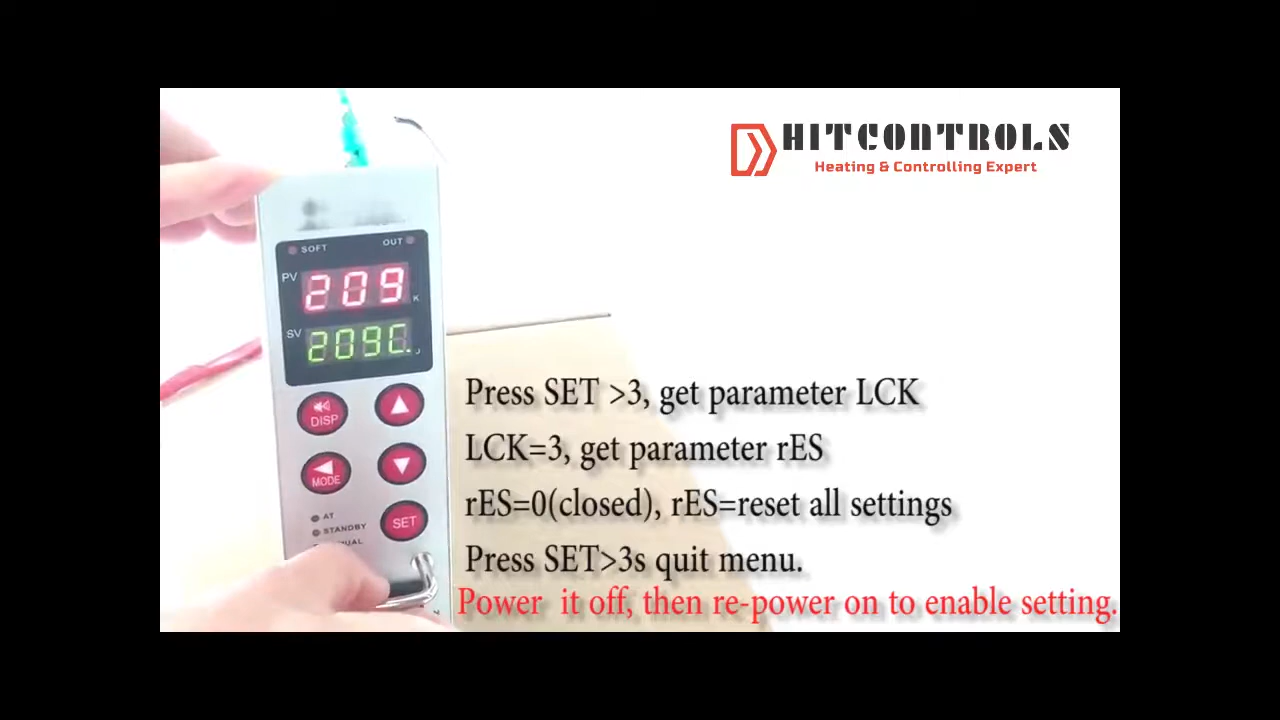 HITCONTROLS
Heating & Controlling Expert
SOFT OUT
PV 209 K
SV 209C.
DISP
MODE
AT
STANDBY
SET
Press SET >3, get parameter LCK
LCK=3, get parameter rES
rES=0(closed), rES=reset all settings
Press SET>3s quit menu.
Power it off, then re-power on to enable setting.